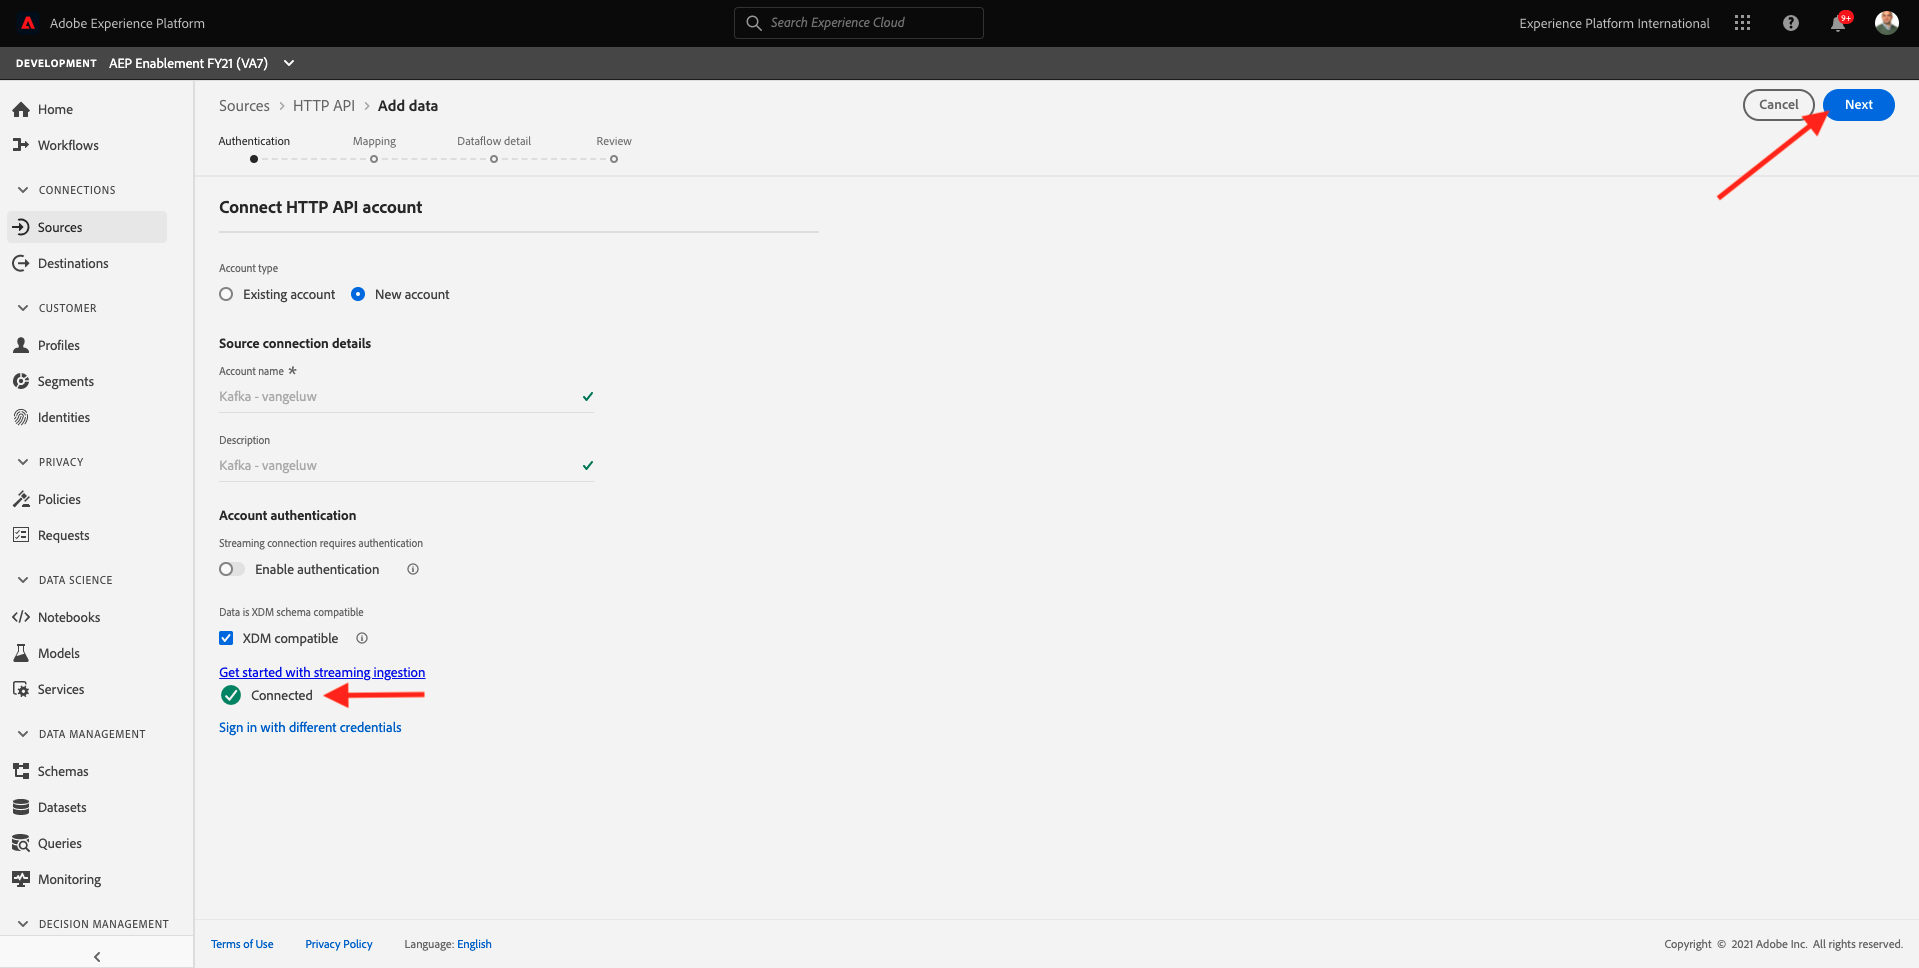 Adobe Experience Platform
Search Experience Cloud
Experience Platform International
9+
DEVELOPMENT AEP Enablement FY21 (VA7)
Home
Workflows
CONNECTIONS
Sources
Destinations
CUSTOMER
Profiles
Segments
Identities
PRIVACY
Policies
Requests
DATA SCIENCE
Notebooks
Models
Services
DATA MANAGEMENT
Schemas
Datasets
Queries
Monitoring
DECISION MANAGEMENT
Sources > HTTP API > Add data
Cancel
Next
Authentication
Mapping
Dataflow detail
Review
Connect HTTP API account
Account type
Existing account
New account
Source connection details
Account name *
Kafka - vangeluw
Description
Kafka - vangeluw
Account authentication
Streaming connection requires authentication
Enable authentication
Data is XDM schema compatible
XDM compatible
Get started with streaming ingestion
Connected
Sign in with different credentials
Terms of Use
Privacy Policy
Language: English
Copyright © 2021 Adobe Inc. All rights reserved.